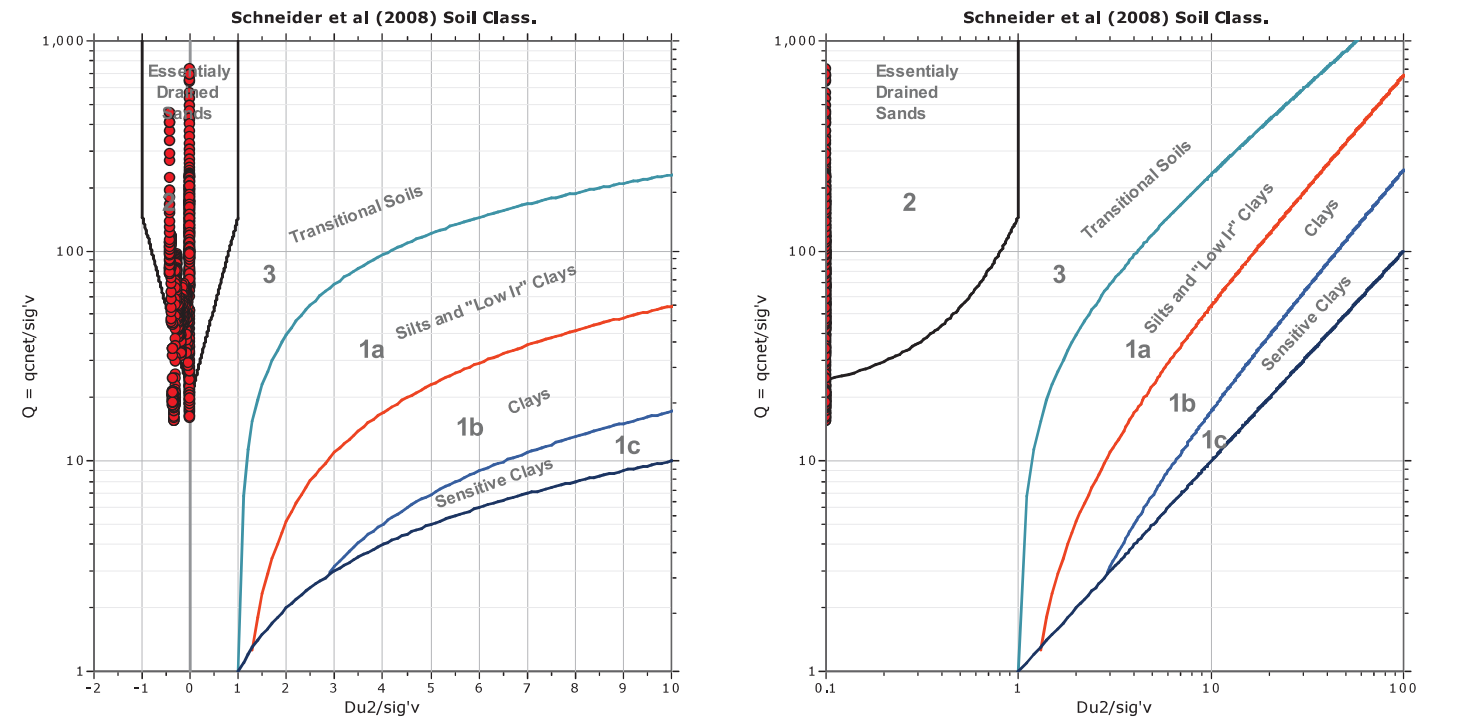 Schneider et al (2008) Soil Class.
1,000
100
10
1
Q = qcnet/sig'v
Essentialy
Drained
Sands
2
Transitional Soils
3
Silts and "Low Ir" Clays
1a
Clays
1b
1c
Sensitive Clays
-2 -1 0 1 2 3 4 5 6 7 8 9 10
Du2/sig'v
Schneider et al (2008) Soil Class.
1,000
100
10
1
Q = qcnet/sig'v
Essentialy
Drained
Sands
2
Transitional Soils
3
Silts and "Low Ir" Clays
Clays
1a
Sensitive Clays
1b
1c
0.1 1 10 100
Du2/sig'v